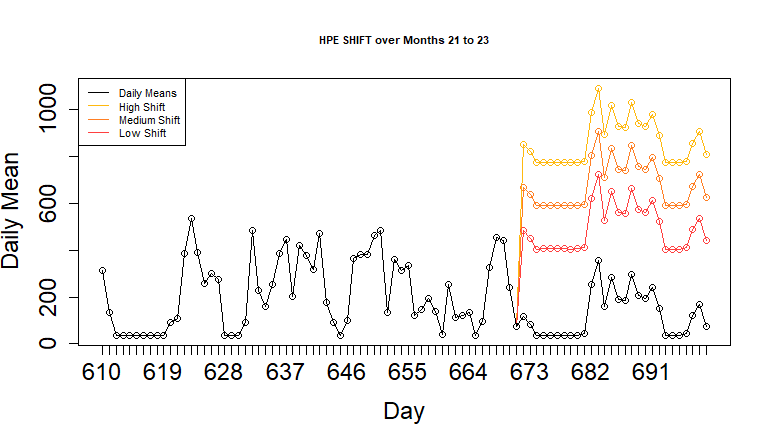 HPE SHIFT over Months 21 to 23
Daily Means
High Shift
Medium Shift
Low Shift
Daily Mean
0 200 600 1000
610 619 628 637 646 655 664 673 682 691
Day